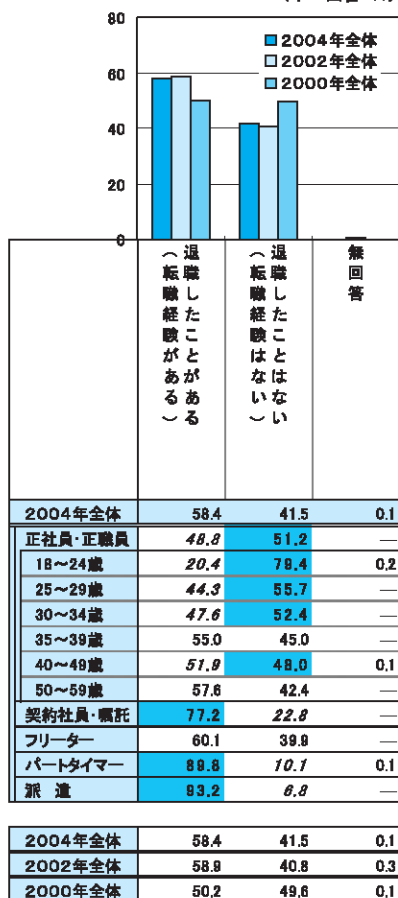 80
60
40
20
0
2004年全体
2002年全体
2000年全体
退職したことがある
（転職経験がある）
退職したことはない
（転職経験はない）
無回答
2004年全体 58.4 41.5 0.1
正社員・正職員 48.8 51.2 —
18〜24歳 20.4 79.4 0.2
25〜29歳 44.3 55.7 —
30〜34歳 47.6 52.4 —
35〜39歳 55.0 45.0 —
40〜49歳 51.9 48.0 0.1
50〜59歳 57.6 42.4 —
契約社員・嘱託 77.2 22.8 —
フリーター 60.1 39.9 —
パートタイマー 89.8 10.1 0.1
派遣 93.2 6.8 —
2004年全体 58.4 41.5 0.1
2002年全体 58.9 40.8 0.3
2000年全体 50.2 49.6 0.1